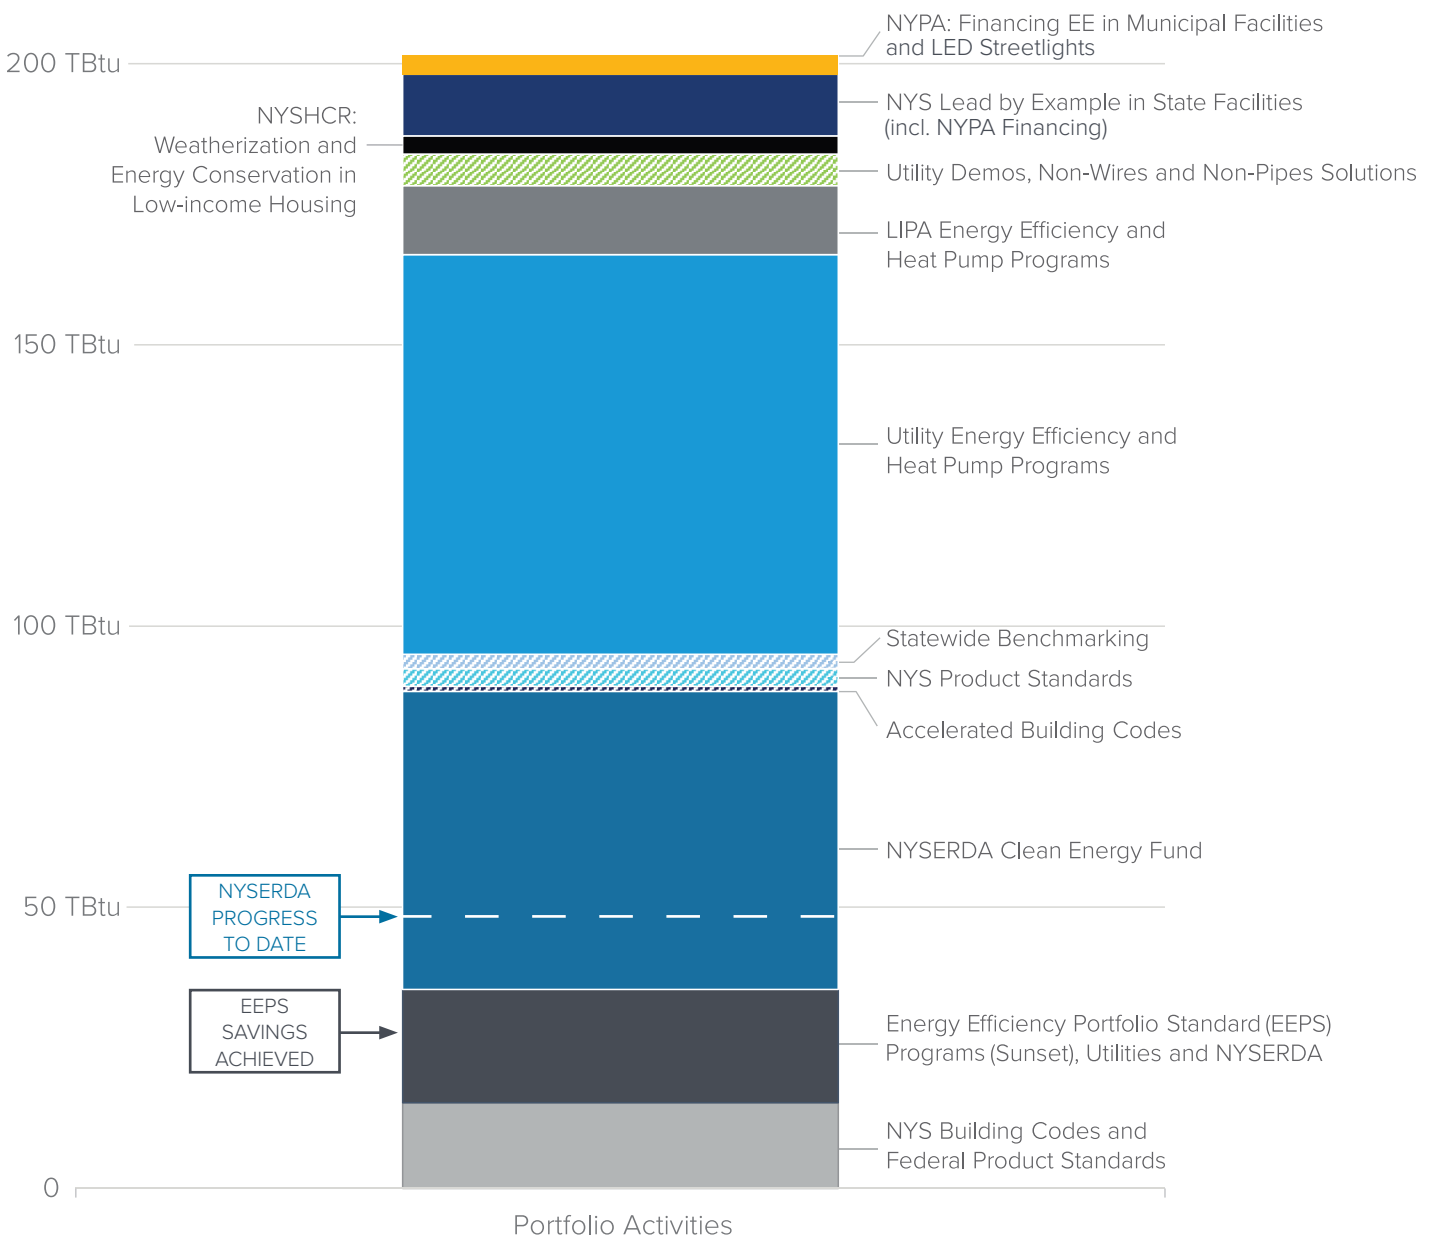 NYPA: Financing EE in Municipal Facilities
and LED Streetlights
200 TBtu
NYS Lead by Example in State Facilities
(incl. NYPA Financing)
NYSHCR:
Weatherization and
Energy Conservation in
Low-income Housing
Utility Demos, Non-Wires and Non-Pipes Solutions
LIPA Energy Efficiency and
Heat Pump Programs
150 TBtu
Utility Energy Efficiency and
Heat Pump Programs
100 TBtu
Statewide Benchmarking
NYS Product Standards
Accelerated Building Codes
NYSERDA Clean Energy Fund
NYSERDA
PROGRESS
TO DATE
50 TBtu
EEPS
SAVINGS
ACHIEVED
Energy Efficiency Portfolio Standard (EEPS)
Programs (Sunset), Utilities and NYSERDA
NYS Building Codes and
Federal Product Standards
0
Portfolio Activities